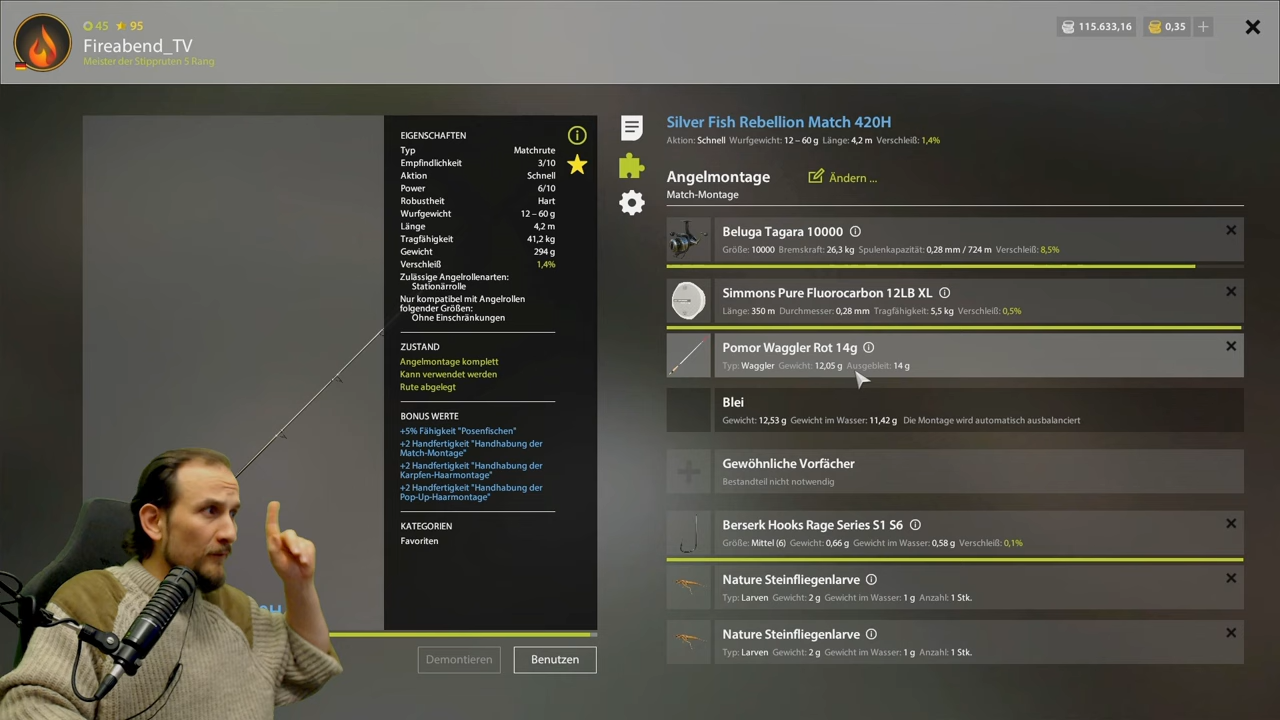 45 95
Fireabend_TV
Meister der Stippruten 5 Rang
115.633,16 0,35
EIGENSCHAFTEN
Typ Matchrute
Empfindlichkeit 3/10
Aktion Schnell
Power 6/10
Robustheit Hart
Wurfgewicht 12 – 60 g
Länge 4,2 m
Tragfähigkeit 41,2 kg
Gewicht 294 g
Verschleiß 1,4%
Zulässige Angelrollenarten:
Stationärrolle
Nur kompatibel mit Angelrollen
folgender Größen:
Ohne Einschränkungen
ZUSTAND
Angelmontage komplett
Kann verwendet werden
Rute abgelegt
BONUS WERTE
+5% Fähigkeit "Posenfischen"
+2 Handfertigkeit "Handhabung der
Match-Montage"
+2 Handfertigkeit "Handhabung der
Karpfen-Haarmontage"
+2 Handfertigkeit "Handhabung der
Pop-Up-Haarmontage"
KATEGORIEN
Favoriten
Demontieren Benutzen
Silver Fish Rebellion Match 420H
Aktion: Schnell Wurfgewicht: 12 – 60 g Länge: 4,2 m Verschleiß: 1,4%
Angelmontage Ändern ...
Match-Montage
Beluga Tagara 10000
Größe: 10000 Bremskraft: 26,3 kg Spulenkapazität: 0,28 mm / 724 m Verschleiß: 8,5%
Simmons Pure Fluorocarbon 12LB XL
Länge: 350 m Durchmesser: 0,28 mm Tragfähigkeit: 5,5 kg Verschleiß: 0,5%
Pomor Waggler Rot 14g
Typ: Waggler Gewicht: 12,05 g Ausgebleit: 14 g
Blei
Gewicht: 12,53 g Gewicht im Wasser: 11,42 g Die Montage wird automatisch ausbalanciert
Gewöhnliche Vorfächer
Bestandteil nicht notwendig
Berserk Hooks Rage Series S1 S6
Größe: Mittel (6) Gewicht: 0,66 g Gewicht im Wasser: 0,58 g Verschleiß: 0,1%
Nature Steinfliegenlarve
Typ: Larven Gewicht: 2 g Gewicht im Wasser: 1 g Anzahl: 1 Stk.
Nature Steinfliegenlarve
Typ: Larven Gewicht: 2 g Gewicht im Wasser: 1 g Anzahl: 1 Stk.